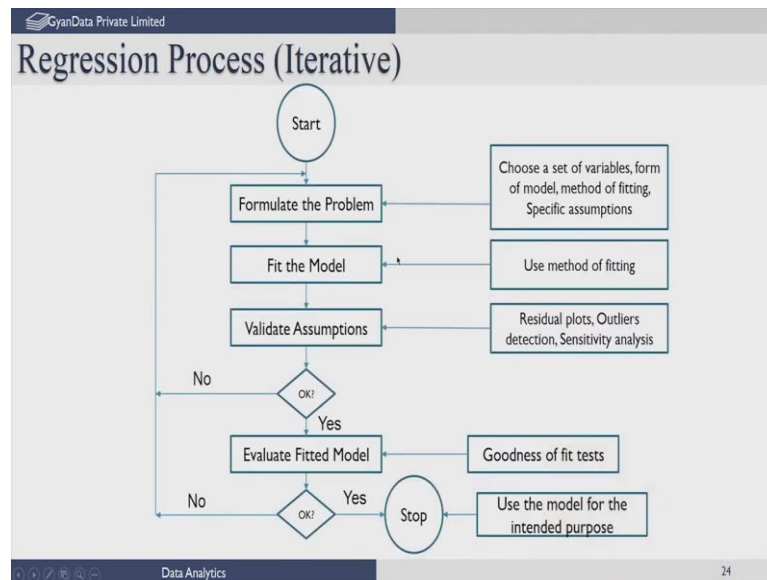 GyanData Private Limited
Regression Process (Iterative)
Start
Choose a set of variables, form
of model, method of fitting,
Specific assumptions
Formulate the Problem
Fit the Model
Use method of fitting
Validate Assumptions
Residual plots, Outliers
detection, Sensitivity analysis
No
OK?
Yes
Evaluate Fitted Model
Goodness of fit tests
No
OK?
Yes
Stop
Use the model for the
intended purpose
Data Analytics
24